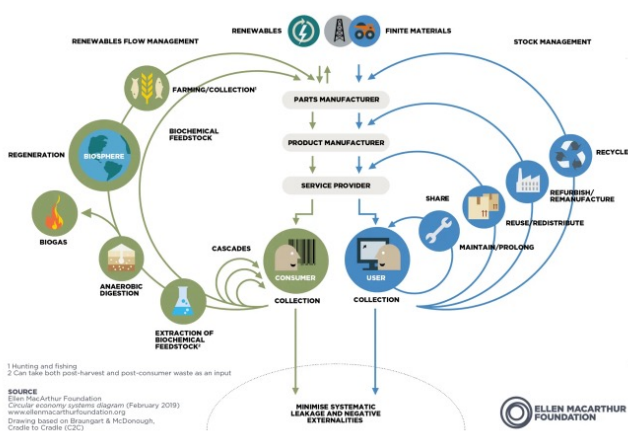 RENEWABLES
FINITE MATERIALS
RENEWABLES FLOW MANAGEMENT
STOCK MANAGEMENT
FARMING/COLLECTION¹
PARTS MANUFACTURER
BIOCHEMICAL
FEEDSTOCK
PRODUCT MANUFACTURER
REGENERATION
BIOSPHERE
RECYCLE
SERVICE PROVIDER
REFURBISH/
REMANUFACTURE
SHARE
REUSE/REDISTRIBUTE
BIOGAS
CASCADES
MAINTAIN/PROLONG
CONSUMER
USER
ANAEROBIC
DIGESTION
COLLECTION
COLLECTION
EXTRACTION OF
BIOCHEMICAL
FEEDSTOCK²
1 Hunting and fishing
2 Can take both post-harvest and post-consumer waste as an input
SOURCE
Ellen MacArthur Foundation
Circular economy systems diagram (February 2019)
www.ellenmacarthurfoundation.org
Drawing based on Braungart & McDonough,
Cradle to Cradle (C2C)
MINIMISE SYSTEMATIC
LEAKAGE AND NEGATIVE
EXTERNALITIES
ELLEN MACARTHUR
FOUNDATION